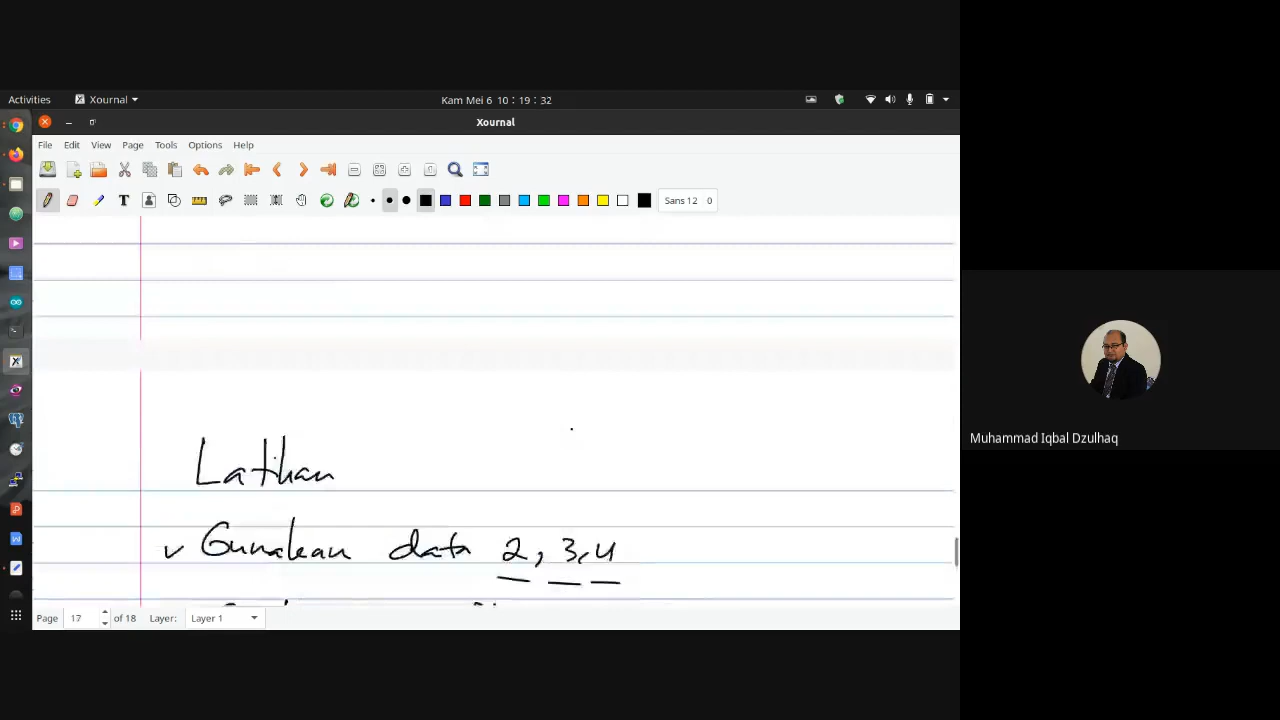 Activities Xournal Kam Mei 6 10 : 19 : 32
Xournal
File Edit View Page Tools Options Help
Sans 12 0
Latihan
v Gunakan data 2, 3, 4
Muhammad Iqbal Dzulhaq
Page 17 of 18 Layer: Layer 1